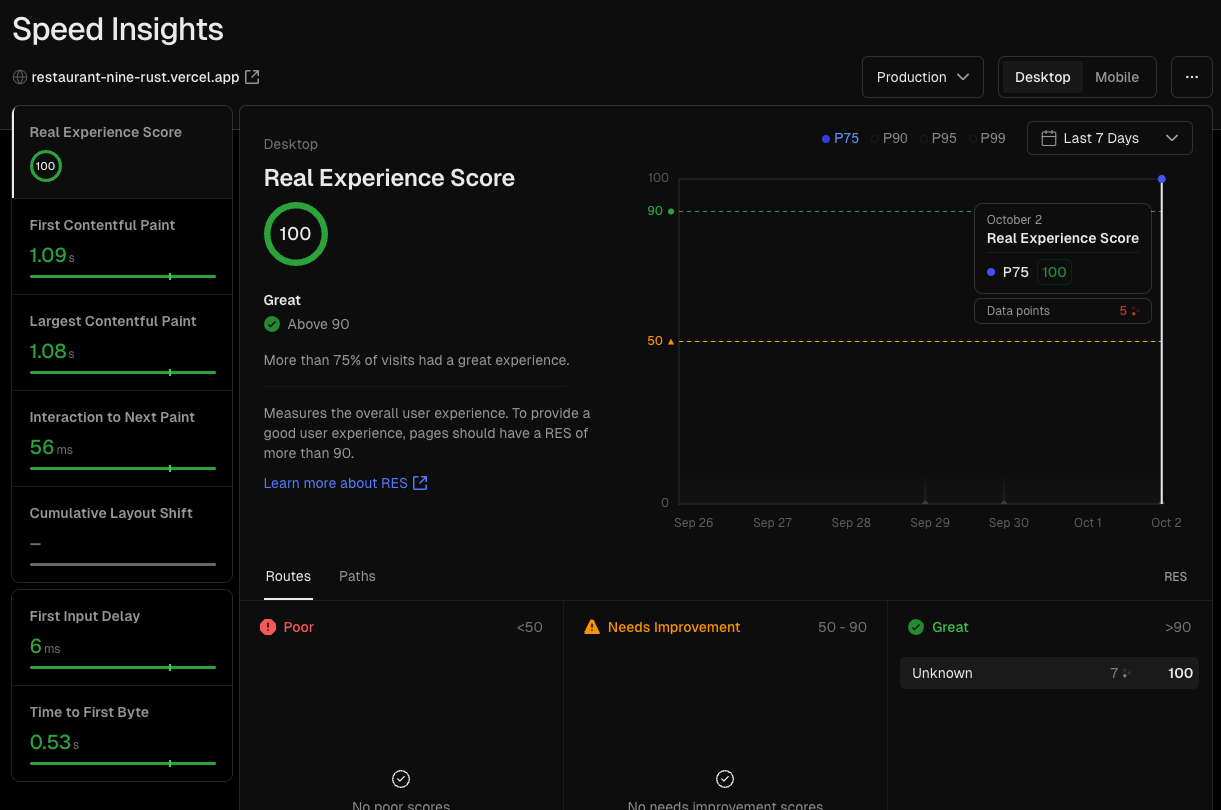 Speed Insights
restaurant-nine-rust.vercel.app
Production
Desktop
Mobile
Real Experience Score
100
First Contentful Paint
1.09s
Largest Contentful Paint
1.08s
Interaction to Next Paint
56 ms
Cumulative Layout Shift
–
First Input Delay
6 ms
Time to First Byte
0.53s
Desktop
Real Experience Score
100
Great
Above 90
More than 75% of visits had a great experience.
Measures the overall user experience. To provide a
good user experience, pages should have a RES of
more than 90.
Learn more about RES
P75
P90
P95
P99
Last 7 Days
100
90
50
0
October 2
Real Experience Score
P75 100
Data points 5
Sep 26
Sep 27
Sep 28
Sep 29
Sep 30
Oct 1
Oct 2
Routes
Paths
RES
Poor
<50
No poor scores
Needs Improvement
50 - 90
No needs improvement scores
Great
>90
Unknown 7 100